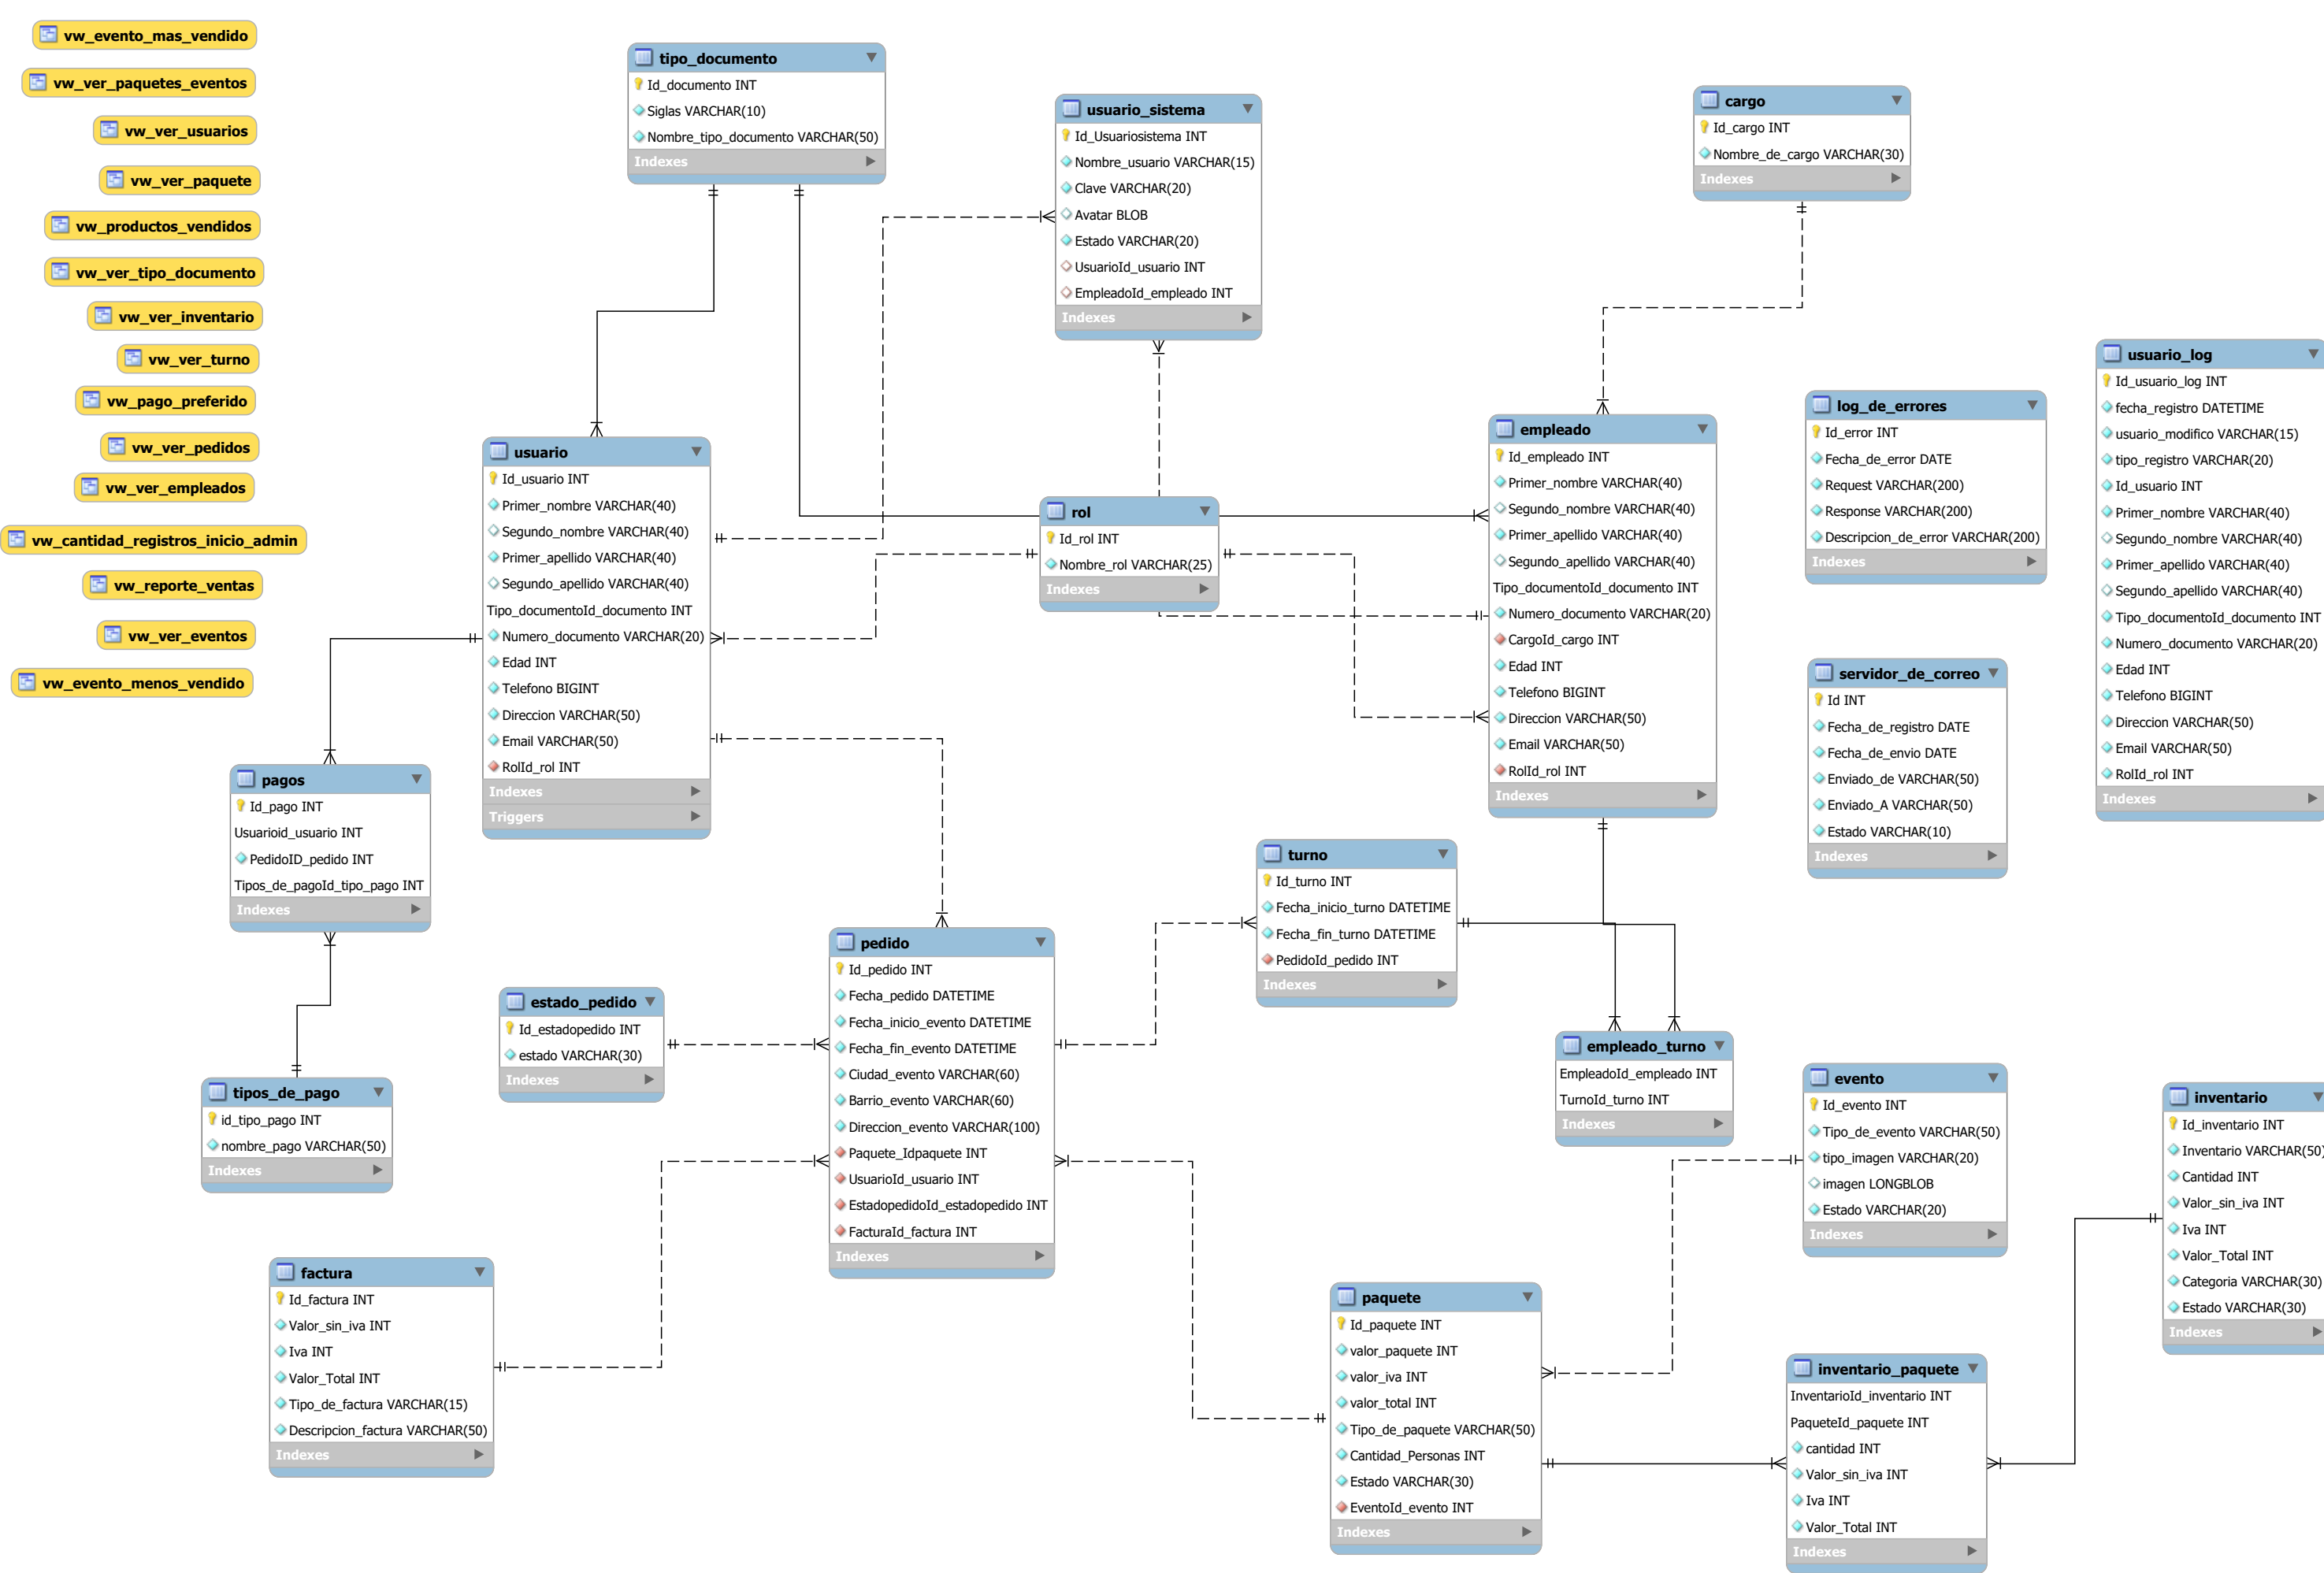 vw_evento_mas_vendido
vw_ver_paquetes_eventos
vw_ver_usuarios
vw_ver_paquete
vw_productos_vendidos
vw_ver_tipo_documento
vw_ver_inventario
vw_ver_turno
vw_pago_preferido
vw_ver_pedidos
vw_ver_empleados
vw_cantidad_registros_inicio_admin
vw_reporte_ventas
vw_ver_eventos
vw_evento_menos_vendido
tipo_documento
Id_documento INT
Siglas VARCHAR(10)
Nombre_tipo_documento VARCHAR(50)
Indexes
usuario_sistema
Id_Usuariosistema INT
Nombre_usuario VARCHAR(15)
Clave VARCHAR(20)
Avatar BLOB
Estado VARCHAR(20)
UsuarioId_usuario INT
EmpleadoId_empleado INT
Indexes
cargo
Id_cargo INT
Nombre_de_cargo VARCHAR(30)
Indexes
usuario_log
Id_usuario_log INT
fecha_registro DATETIME
usuario_modifico VARCHAR(15)
tipo_registro VARCHAR(20)
Id_usuario INT
Primer_nombre VARCHAR(40)
Segundo_nombre VARCHAR(40)
Primer_apellido VARCHAR(40)
Segundo_apellido VARCHAR(40)
Tipo_documentoId_documento INT
Numero_documento VARCHAR(20)
Edad INT
Telefono BIGINT
Direccion VARCHAR(50)
Email VARCHAR(50)
RolId_rol INT
Indexes
log_de_errores
Id_error INT
Fecha_de_error DATE
Request VARCHAR(200)
Response VARCHAR(200)
Descripcion_de_error VARCHAR(200)
Indexes
usuario
Id_usuario INT
Primer_nombre VARCHAR(40)
Segundo_nombre VARCHAR(40)
Primer_apellido VARCHAR(40)
Segundo_apellido VARCHAR(40)
Tipo_documentoId_documento INT
Numero_documento VARCHAR(20)
Edad INT
Telefono BIGINT
Direccion VARCHAR(50)
Email VARCHAR(50)
RolId_rol INT
Indexes
Triggers
rol
Id_rol INT
Nombre_rol VARCHAR(25)
Indexes
empleado
Id_empleado INT
Primer_nombre VARCHAR(40)
Segundo_nombre VARCHAR(40)
Primer_apellido VARCHAR(40)
Segundo_apellido VARCHAR(40)
Tipo_documentoId_documento INT
Numero_documento VARCHAR(20)
CargoId_cargo INT
Edad INT
Telefono BIGINT
Direccion VARCHAR(50)
Email VARCHAR(50)
RolId_rol INT
Indexes
servidor_de_correo
Id INT
Fecha_de_registro DATE
Fecha_de_envio DATE
Enviado_de VARCHAR(50)
Enviado_A VARCHAR(50)
Estado VARCHAR(10)
Indexes
pagos
Id_pago INT
Usuarioid_usuario INT
PedidoID_pedido INT
Tipos_de_pagoId_tipo_pago INT
Indexes
turno
Id_turno INT
Fecha_inicio_turno DATETIME
Fecha_fin_turno DATETIME
PedidoId_pedido INT
Indexes
pedido
Id_pedido INT
Fecha_pedido DATETIME
Fecha_inicio_evento DATETIME
Fecha_fin_evento DATETIME
Ciudad_evento VARCHAR(60)
Barrio_evento VARCHAR(60)
Direccion_evento VARCHAR(100)
Paquete_Idpaquete INT
UsuarioId_usuario INT
EstadopedidoId_estadopedido INT
FacturaId_factura INT
Indexes
estado_pedido
Id_estadopedido INT
estado VARCHAR(30)
Indexes
empleado_turno
EmpleadoId_empleado INT
TurnoId_turno INT
Indexes
evento
Id_evento INT
Tipo_de_evento VARCHAR(50)
tipo_imagen VARCHAR(20)
imagen LONGBLOB
Estado VARCHAR(20)
Indexes
inventario
Id_inventario INT
Inventario VARCHAR(50)
Cantidad INT
Valor_sin_iva INT
Iva INT
Valor_Total INT
Categoria VARCHAR(30)
Estado VARCHAR(30)
Indexes
tipos_de_pago
id_tipo_pago INT
nombre_pago VARCHAR(50)
Indexes
factura
Id_factura INT
Valor_sin_iva INT
Iva INT
Valor_Total INT
Tipo_de_factura VARCHAR(15)
Descripcion_factura VARCHAR(50)
Indexes
paquete
Id_paquete INT
valor_paquete INT
valor_iva INT
valor_total INT
Tipo_de_paquete VARCHAR(50)
Cantidad_Personas INT
Estado VARCHAR(30)
EventoId_evento INT
Indexes
inventario_paquete
InventarioId_inventario INT
PaqueteId_paquete INT
cantidad INT
Valor_sin_iva INT
Iva INT
Valor_Total INT
Indexes